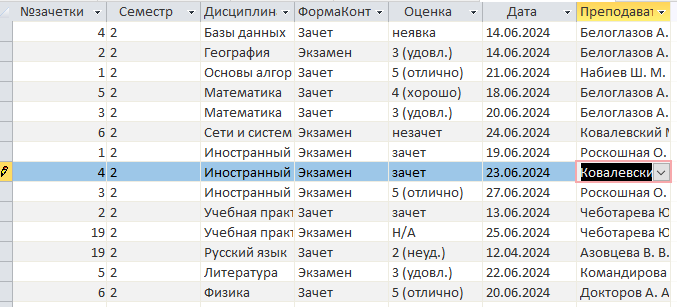 №зачетки Семестр Дисциплин ФормаКонт Оценка Дата Преподават
4 2 Базы данных Зачет неявка 14.06.2024 Белоглазов А.
2 2 География Экзамен 3 (удовл.) 14.06.2024 Белоглазов А.
1 2 Основы алгор Зачет 5 (отлично) 21.06.2024 Набиев Ш. М.
5 2 Математика Зачет 4 (хорошо) 18.06.2024 Белоглазов А.
3 2 Математика Зачет 3 (удовл.) 20.06.2024 Белоглазов А.
6 2 Сети и систем Экзамен незачет 24.06.2024 Ковалевский М
1 2 Иностранный Экзамен зачет 19.06.2024 Роскошная О.
4 2 Иностранный Экзамен зачет 23.06.2024 Ковалевски
3 2 Иностранный Экзамен 5 (отлично) 27.06.2024 Роскошная О.
2 2 Учебная практ Зачет зачет 13.06.2024 Чеботарева Ю
19 2 Учебная практ Экзамен Н/А 25.06.2024 Чеботарева Ю
19 2 Русский язык Зачет 2 (неуд.) 12.04.2024 Азовцева В. В.
5 2 Литература Экзамен 3 (удовл.) 22.06.2024 Командирова
6 2 Физика Зачет 5 (отлично) 20.06.2024 Докторов А. А.